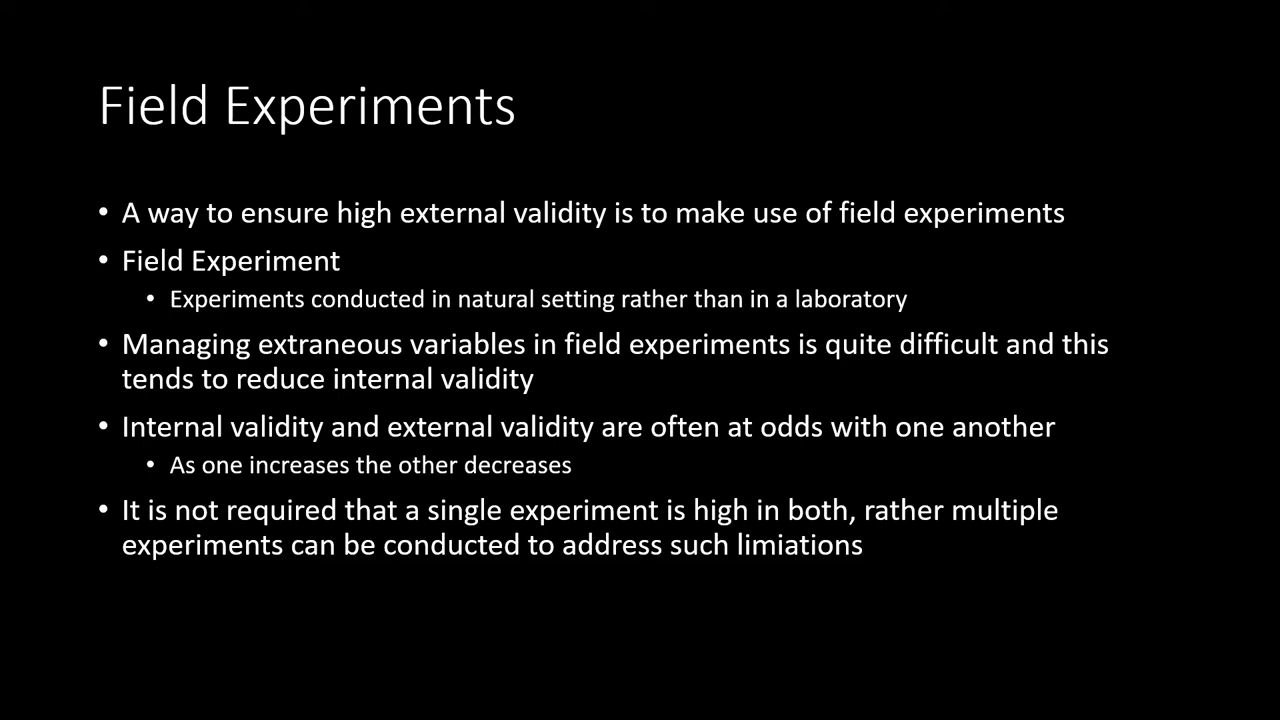 Field Experiments
• A way to ensure high external validity is to make use of field experiments
• Field Experiment
• Experiments conducted in natural setting rather than in a laboratory
• Managing extraneous variables in field experiments is quite difficult and this
tends to reduce internal validity
• Internal validity and external validity are often at odds with one another
• As one increases the other decreases
• It is not required that a single experiment is high in both, rather multiple
experiments can be conducted to address such limiations